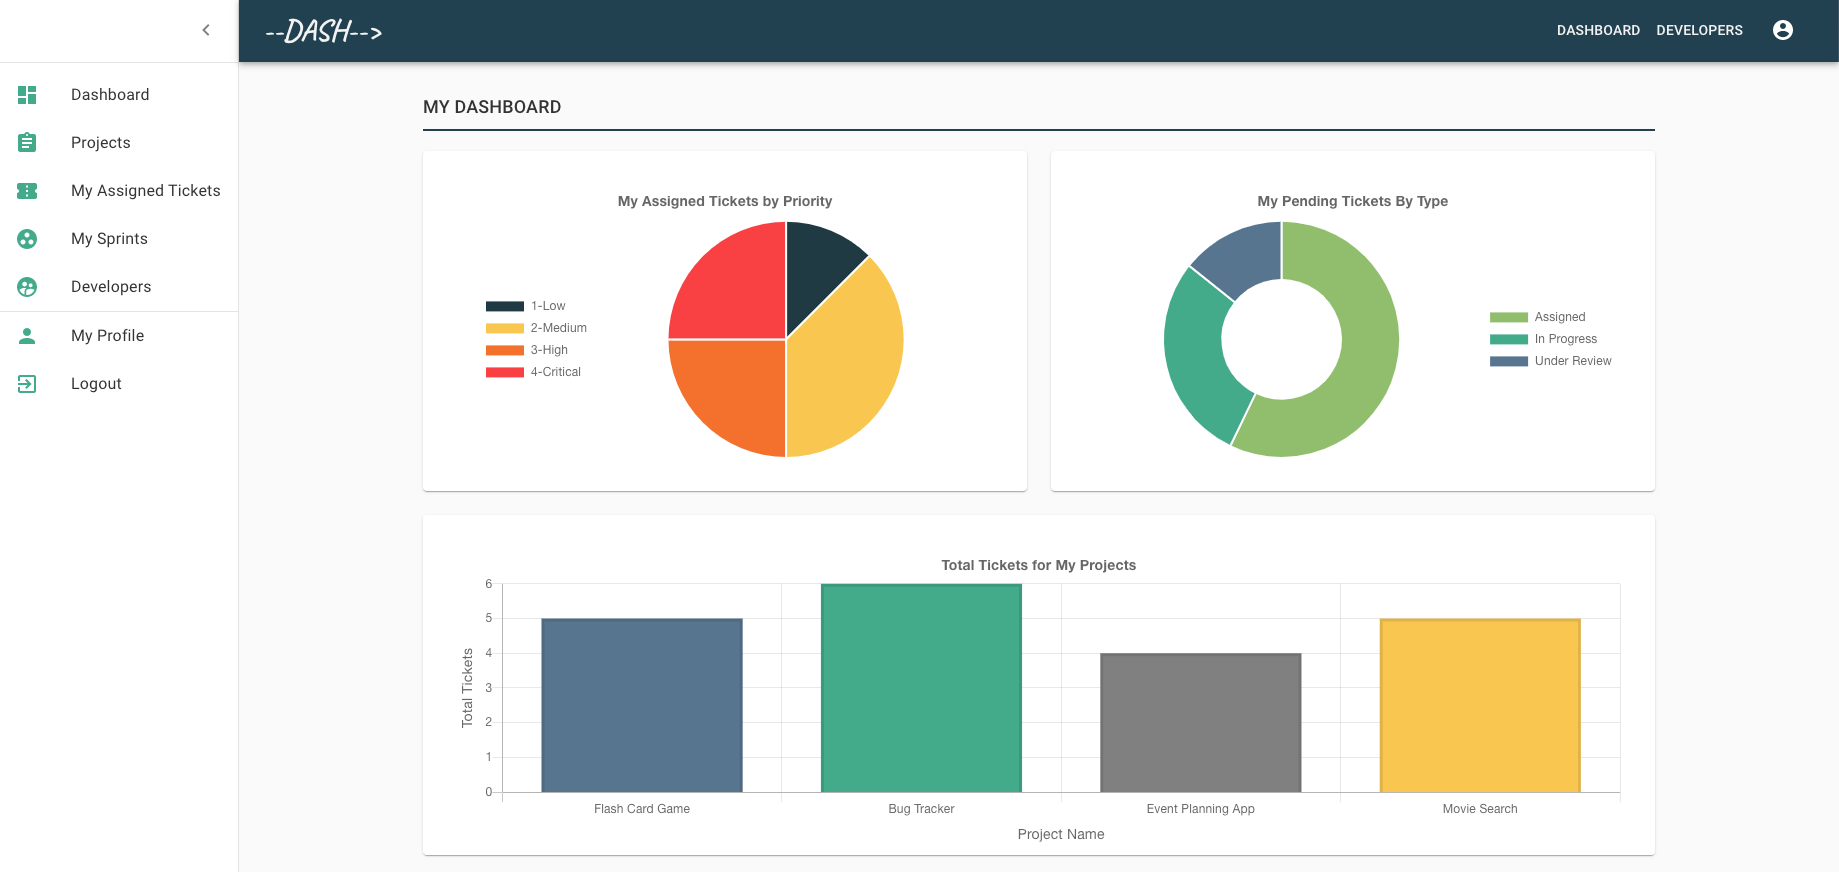 --DASH-->
DASHBOARD DEVELOPERS
Dashboard
Projects
My Assigned Tickets
My Sprints
Developers
My Profile
Logout
MY DASHBOARD
My Assigned Tickets by Priority
1-Low
2-Medium
3-High
4-Critical
My Pending Tickets By Type
Assigned
In Progress
Under Review
Total Tickets for My Projects
Total Tickets
6
5
4
3
2
1
0
Flash Card Game Bug Tracker Event Planning App Movie Search
Project Name